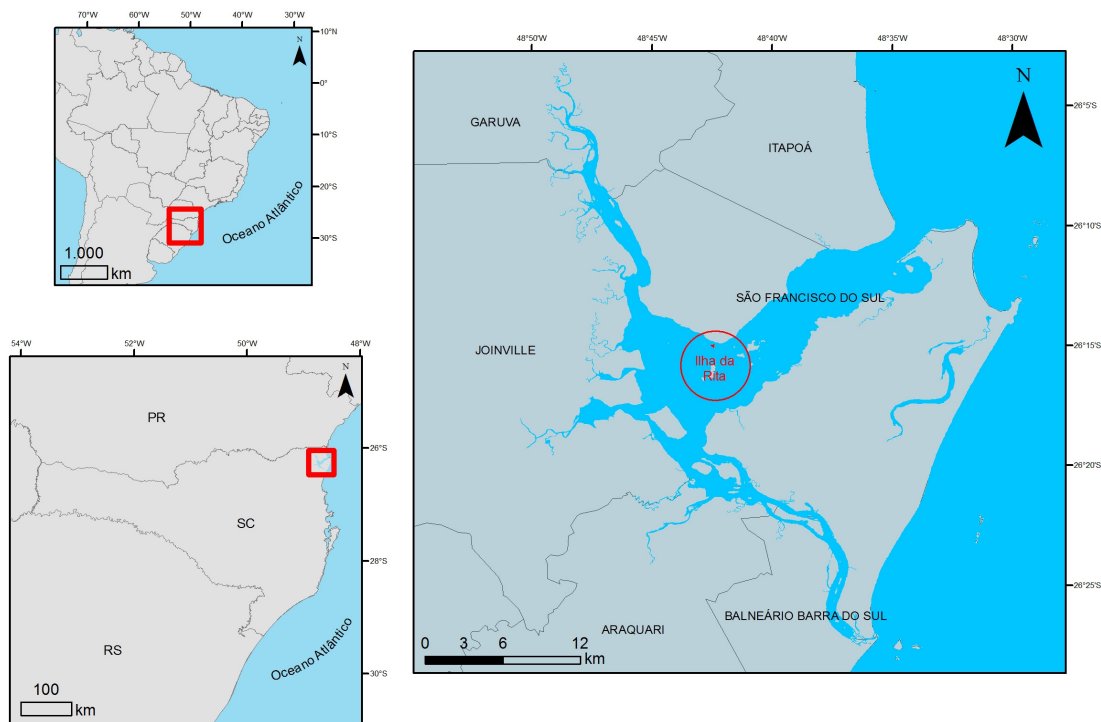 70°W 60°W 50°W 40°W 30°W
10°N
N
0°
10°S
20°S
30°S
Oceano Atlântico
1.000
km
54°W 52°W 50°W 48°W
N
PR
26°S
SC
28°S
Oceano Atlântico
RS
30°S
100
km
48°50'W 48°45'W 48°40'W 48°35'W 48°30'W
N
26°5'S
GARUVA
ITAPOÁ
26°10'S
SÃO FRANCISCO DO SUL
JOINVILLE
26°15'S
Ilha da
Rita
26°20'S
26°25'S
BALNEÁRIO BARRA DO SUL
ARAQUARI
0 3 6 12
km